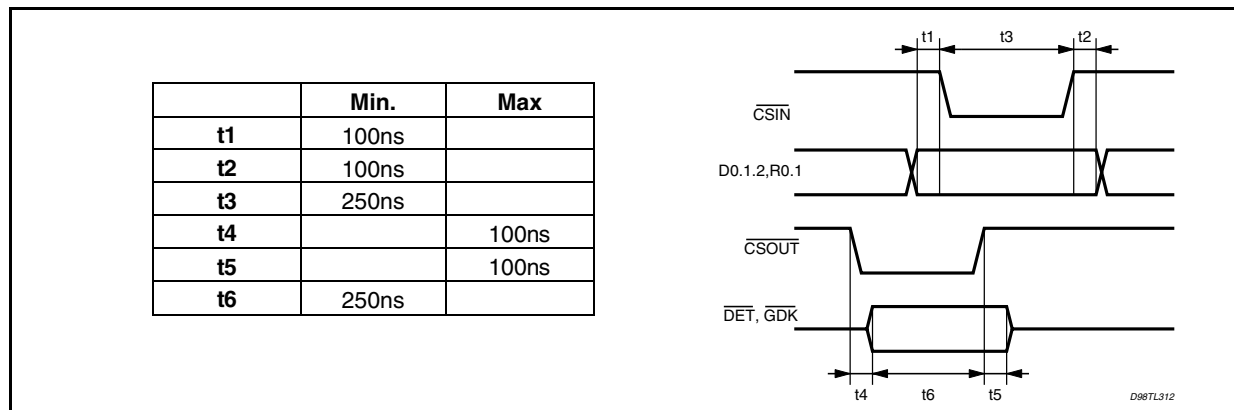 Min. Max
t1 100ns
t2 100ns
t3 250ns
t4 100ns
t5 100ns
t6 250ns
t1 t3 t2
CSIN
D0.1.2,R0.1
CSOUT
DET, GDK
t4 t6 t5
D98TL312